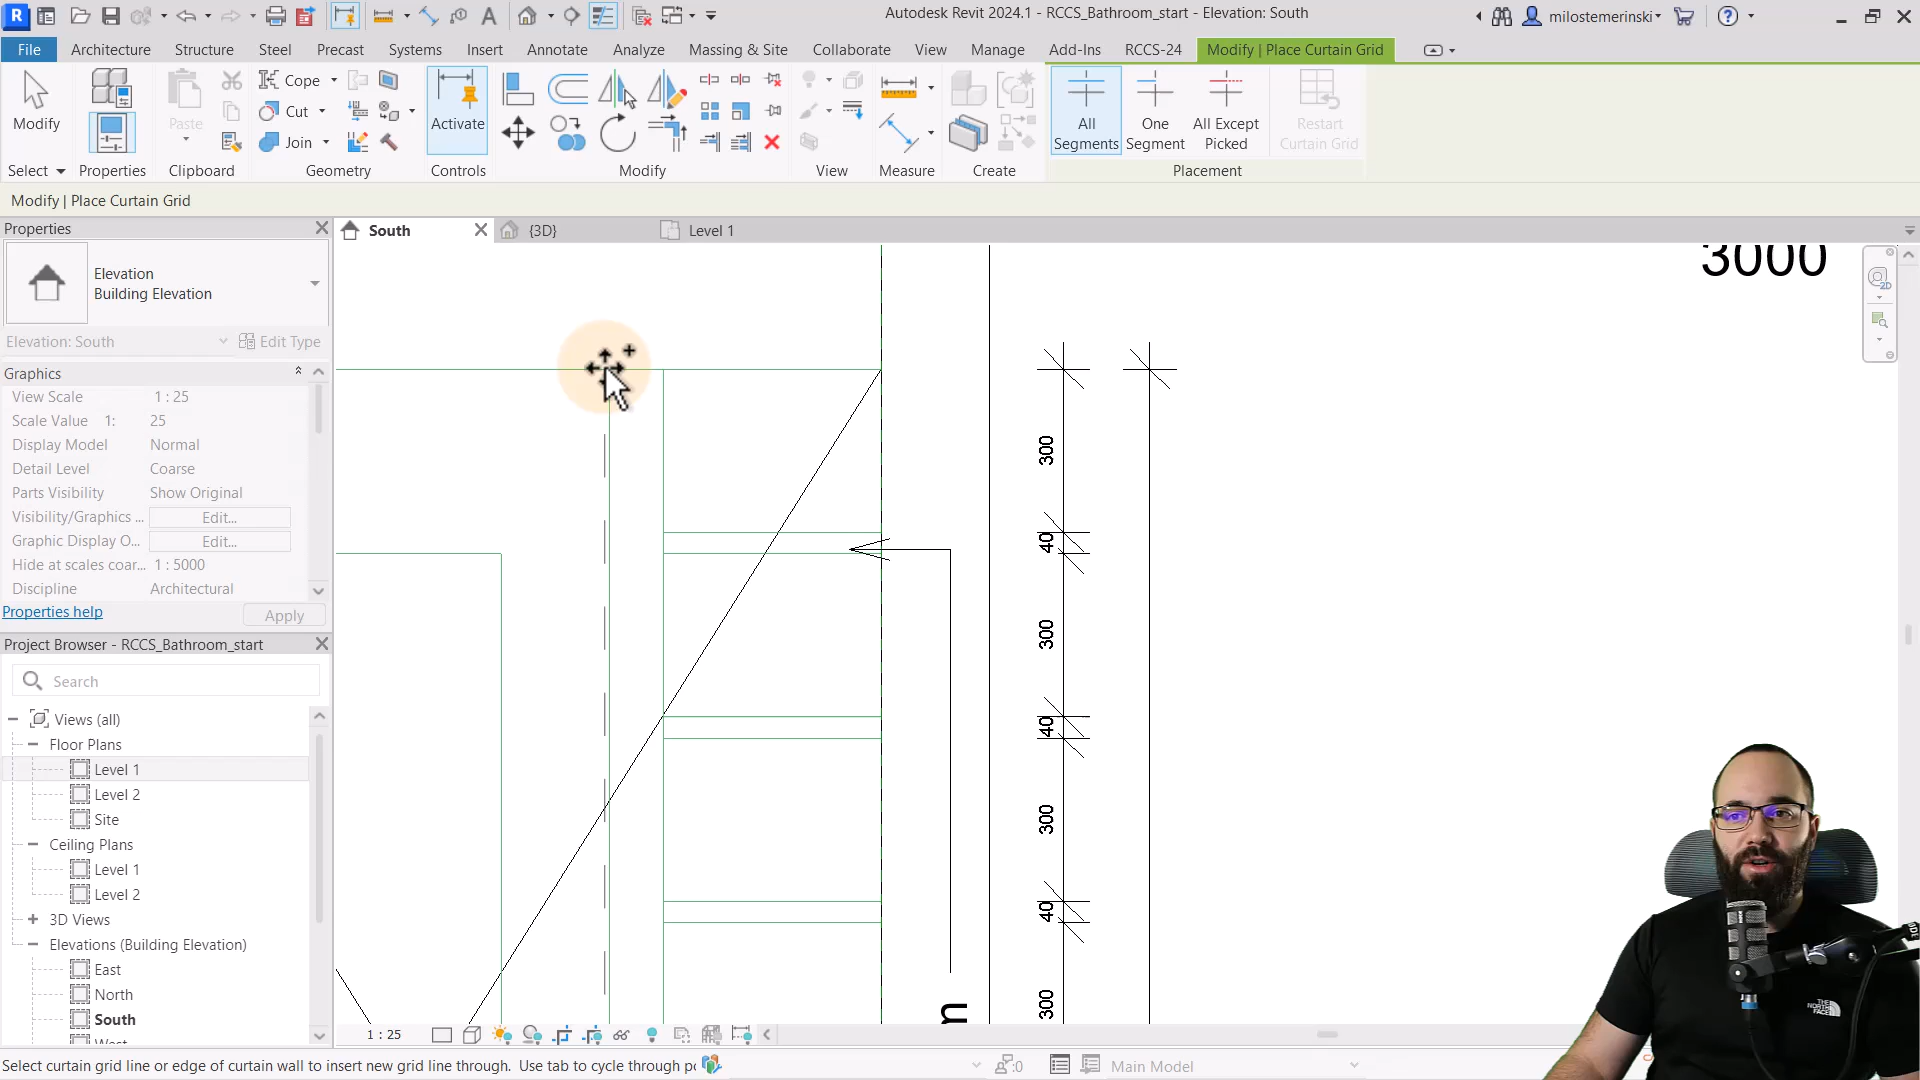 Autodesk Revit 2024.1 - RCCS_Bathroom_start - Elevation: South
milostemerinski
File Architecture Structure Steel Precast Systems Insert Annotate Analyze Massing & Site Collaborate View Manage Add-Ins RCCS-24 Modify | Place Curtain Grid
Modify
Paste
Cope
Cut
Join
Activate
All Segments
One Segment
All Except Picked
Restart Curtain Grid
Select Properties Clipboard Geometry Controls Modify View Measure Create Placement
Modify | Place Curtain Grid
Properties
South
{3D}
Level 1
Elevation
Building Elevation
Elevation: South
Edit Type
Graphics
View Scale 1 : 25
Scale Value 1: 25
Display Model Normal
Detail Level Coarse
Parts Visibility Show Original
Visibility/Graphics ... Edit...
Graphic Display O... Edit...
Hide at scales coar... 1 : 5000
Discipline Architectural
Properties help
Apply
Project Browser - RCCS_Bathroom_start
Search
Views (all)
Floor Plans
Level 1
Level 2
Site
Ceiling Plans
Level 1
Level 2
3D Views
Elevations (Building Elevation)
East
North
South
West
3000
300
40
300
40
300
40
300
n
1 : 25
Select curtain grid line or edge of curtain wall to insert new grid line through. Use tab to cycle through po
:0
Main Model
THE NORTH FACE